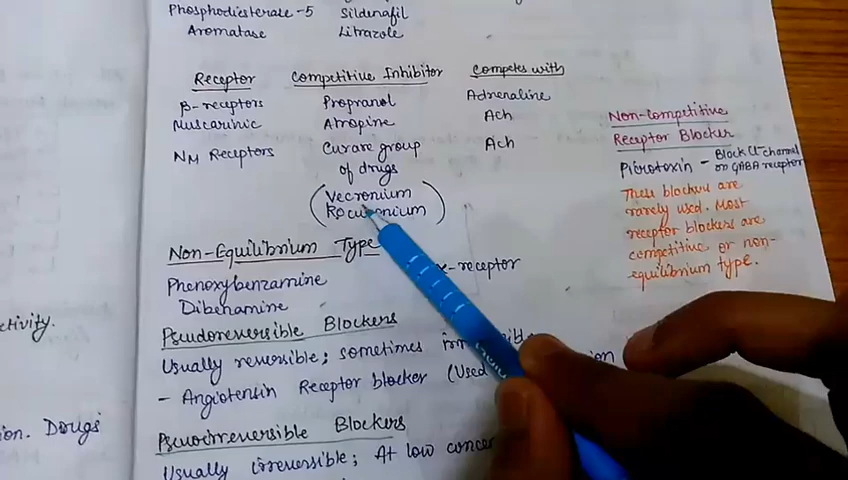 Phosphodiesterase-5 Sildenafil
Aromatase Litrazole
Receptor Competitive Inhibitor Competes with
β-receptors Propranol Adrenaline
Muscarinic Atropine Ach
NM Receptors Curare group Ach
of drugs
(Vecronium
Rocuronium)
Non-Equilibrium Type
Phenoxybenzamine -receptor
Dibenamine
Pseudoreversible Blockers
Usually reversible; sometimes
- Angiotensin Receptor blocker (Used
Pseudoirreversible Blockers
Usually irreversible; At low
Non-Competitive
Receptor Blocker
Picrotoxin - Block Cl- channel
on GABA receptor
These blockers are
rarely used. Most
receptor blockers are
competitive or non-
equilibrium type.
ctivity.
ion. Drugs